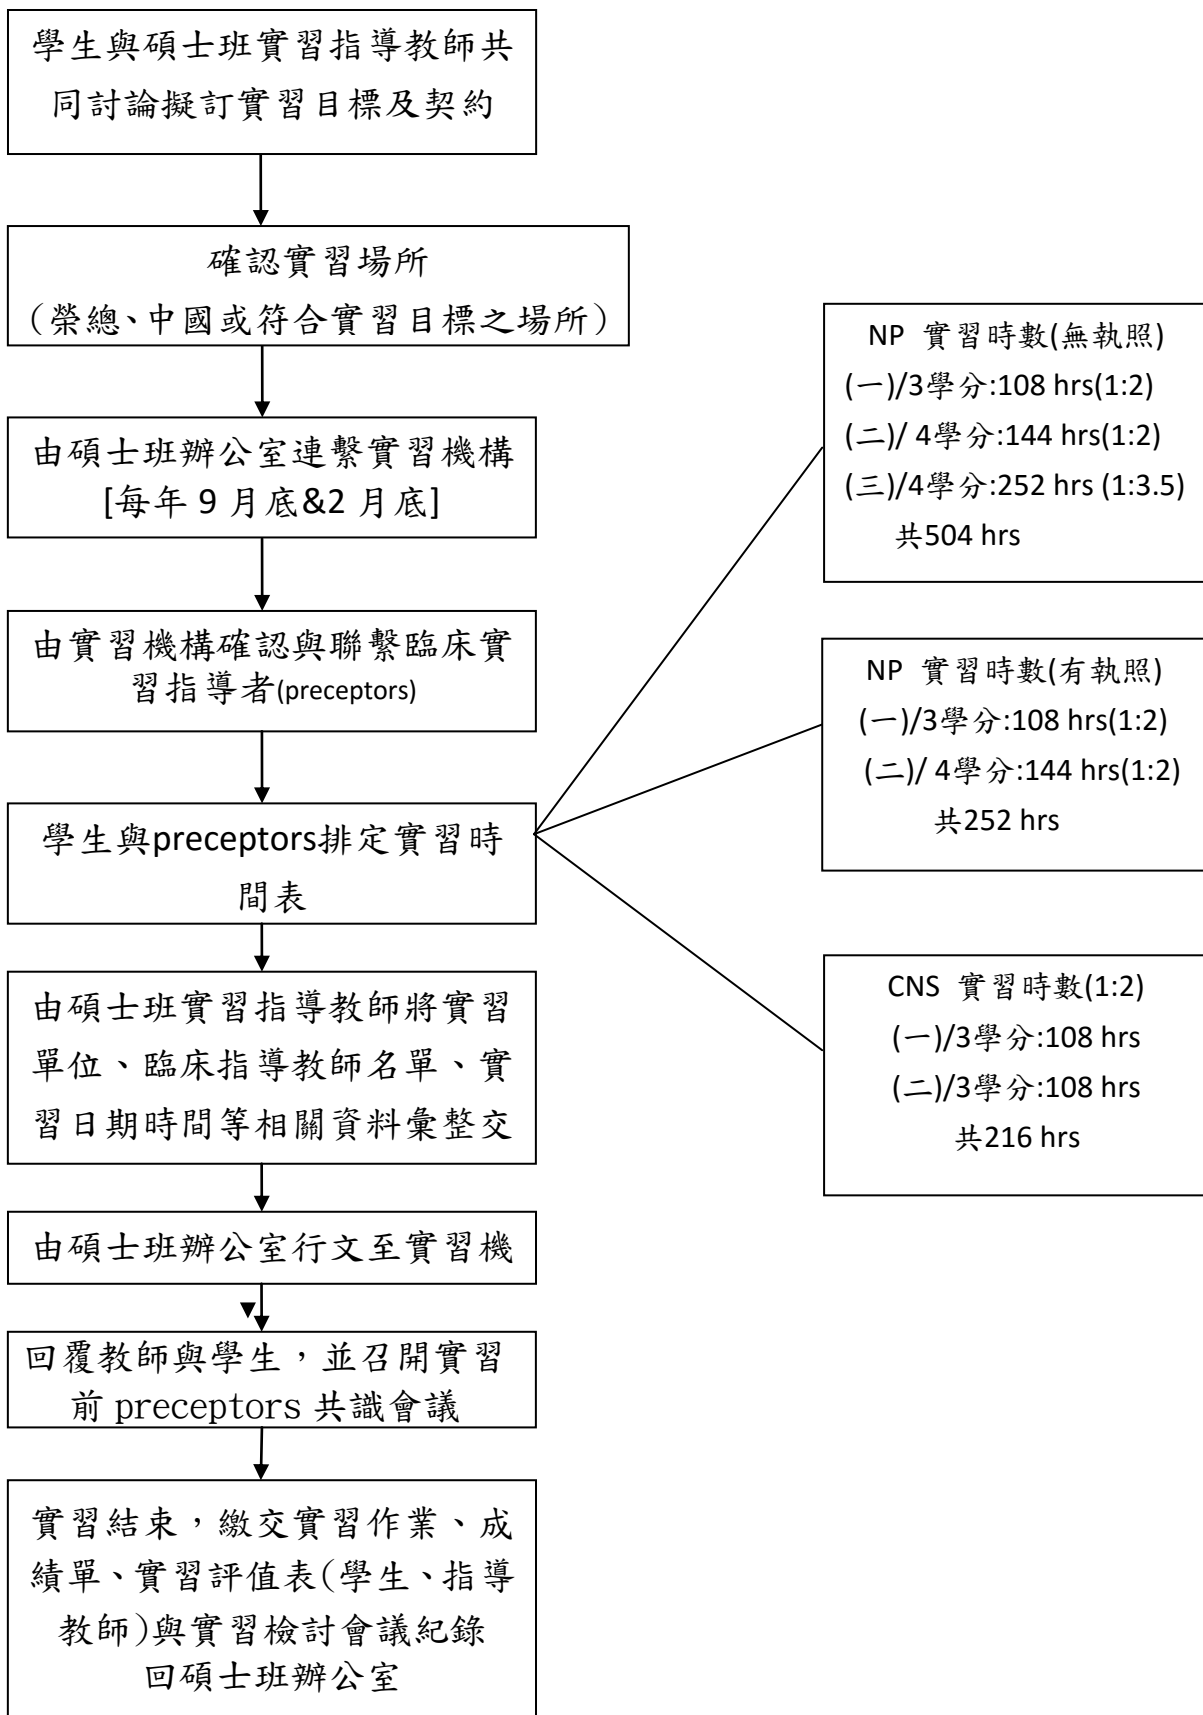 學生與碩士班實習指導教師共
同討論擬訂實習目標及契約
確認實習場所
（榮總、中國或符合實習目標之場所）
由碩士班辦公室連繫實習機構
[每年 9 月底&2 月底]
由實習機構確認與聯繫臨床實
習指導者(preceptors)
學生與preceptors排定實習時
間表
由碩士班實習指導教師將實習
單位、臨床指導教師名單、實
習日期時間等相關資料彙整交
由碩士班辦公室行文至實習機
回覆教師與學生，並召開實習
前 preceptors 共識會議
實習結束，繳交實習作業、成
績單、實習評值表(學生、指導
教師)與實習檢討會議紀錄
回碩士班辦公室
NP 實習時數(無執照)
(一)/3學分:108 hrs(1:2)
(二)/ 4學分:144 hrs(1:2)
(三)/4學分:252 hrs (1:3.5)
共504 hrs
NP 實習時數(有執照)
(一)/3學分:108 hrs(1:2)
(二)/ 4學分:144 hrs(1:2)
共252 hrs
CNS 實習時數(1:2)
(一)/3學分:108 hrs
(二)/3學分:108 hrs
共216 hrs